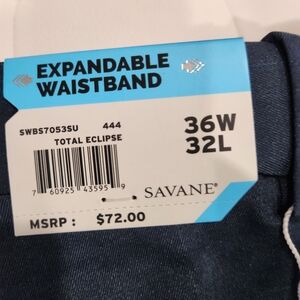 EXPANDABLE
WAISTBAND
SWBS7053SU 444
TOTAL ECLIPSE
36W
32L
7 60925 43595 9
SAVANE®
MSRP : $72.00